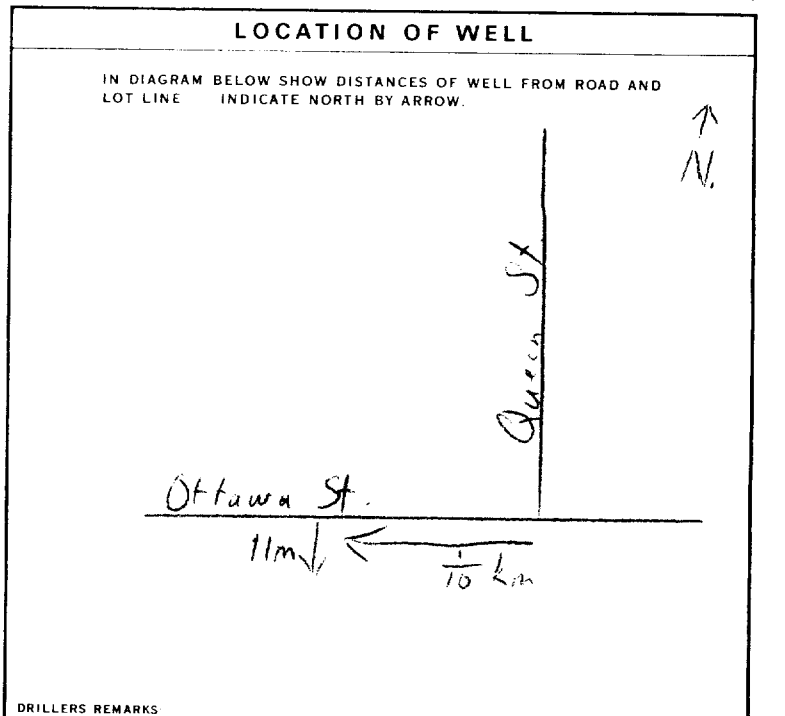 LOCATION OF WELL
IN DIAGRAM BELOW SHOW DISTANCES OF WELL FROM ROAD AND
LOT LINE INDICATE NORTH BY ARROW.
N.
Queen St
Ottawa St.
11m
1/10 km
DRILLERS REMARKS